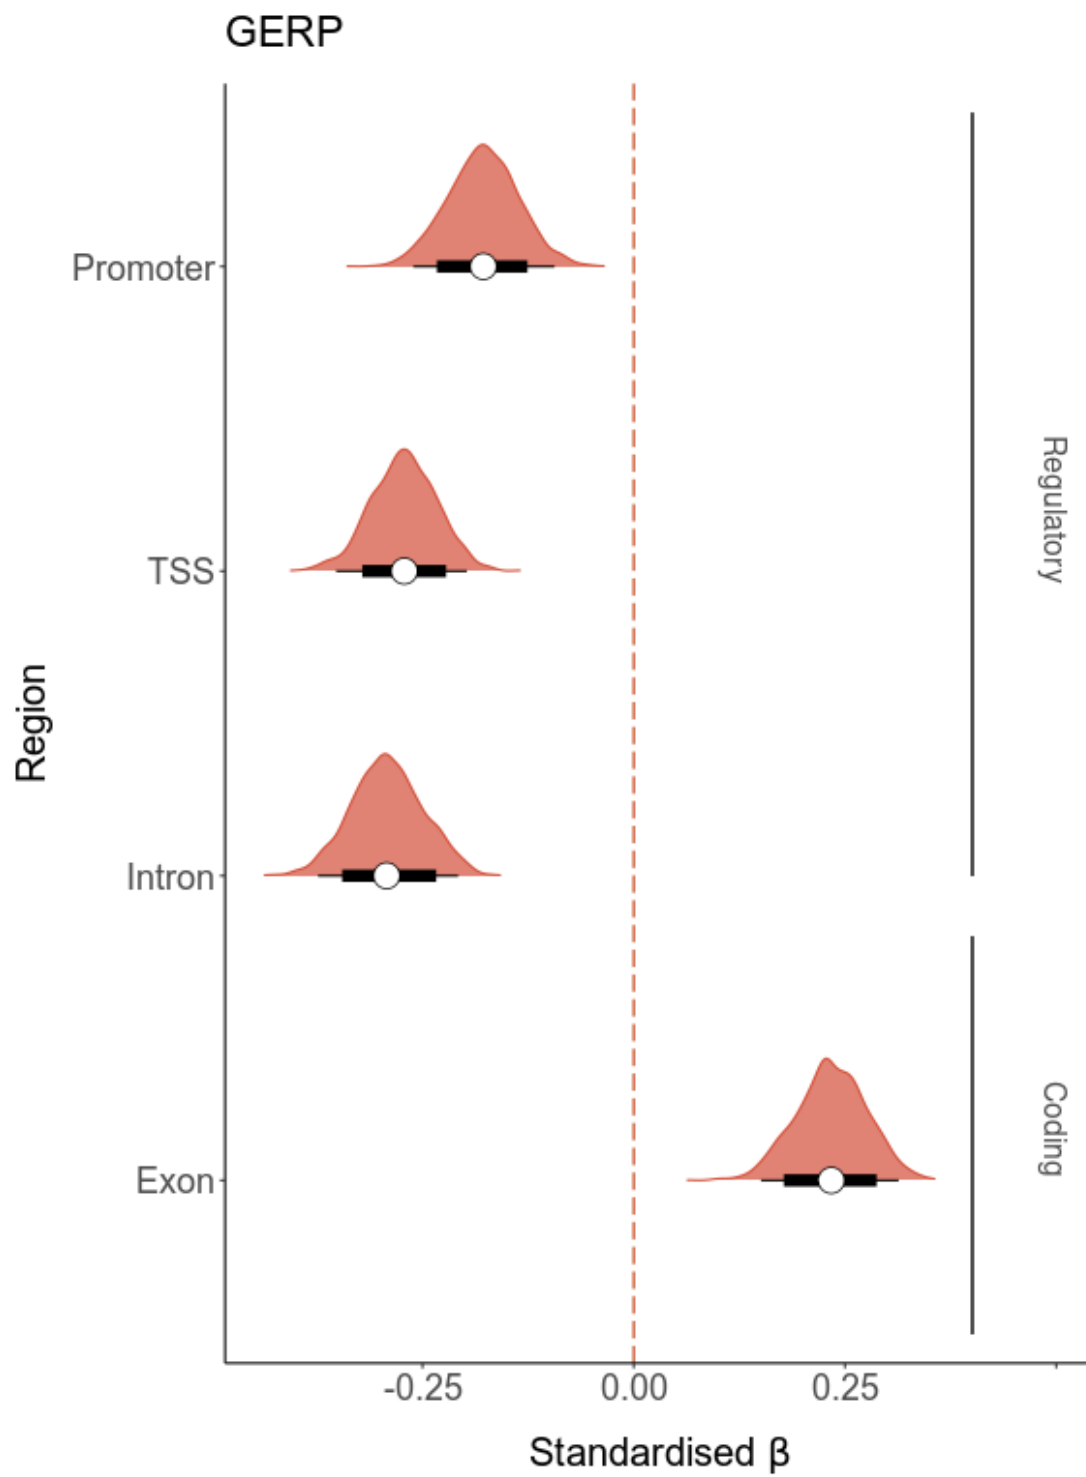 GERP
Promoter
TSS
Intron
Exon
Region
Regulatory
Coding
-0.25
0.00
0.25
Standardised β